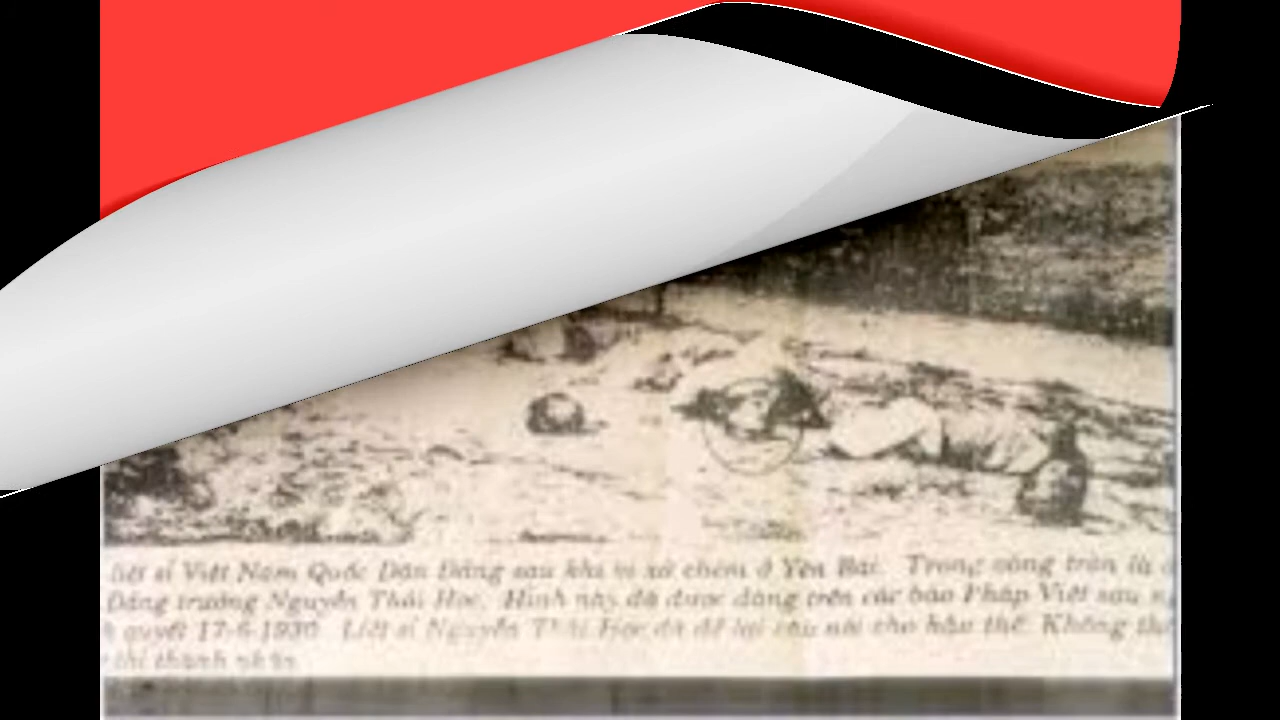 liệt sĩ Việt Nam Quốc Dân Đảng sau khi bị xử chém ở Yên Bái. Trong vòng tròn là
Đảng trưởng Nguyễn Thái Học. Hình này đã được đăng trên các báo Pháp Việt sau
quyết 17-6-1930. Liệt sĩ Nguyễn Thái Học đã để lại câu nói cho hậu thế: Không
thì thành nhân